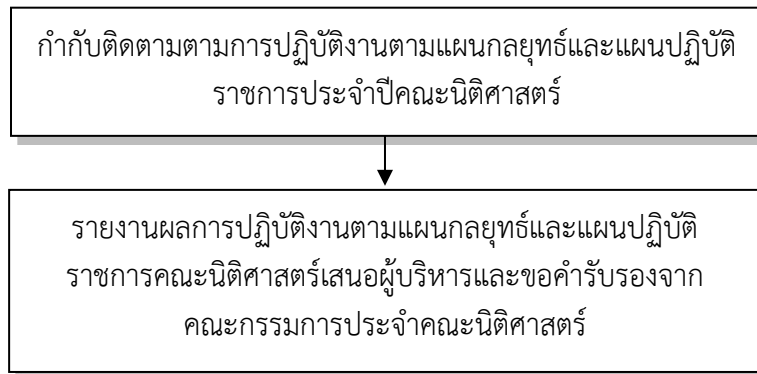 กำกับติดตามตามการปฏิบัติงานตามแผนกลยุทธ์และแผนปฏิบัติ
ราชการประจำปีคณะนิติศาสตร์
รายงานผลการปฏิบัติงานตามแผนกลยุทธ์และแผนปฏิบัติ
ราชการคณะนิติศาสตร์เสนอผู้บริหารและขอคำรับรองจาก
คณะกรรมการประจำคณะนิติศาสตร์